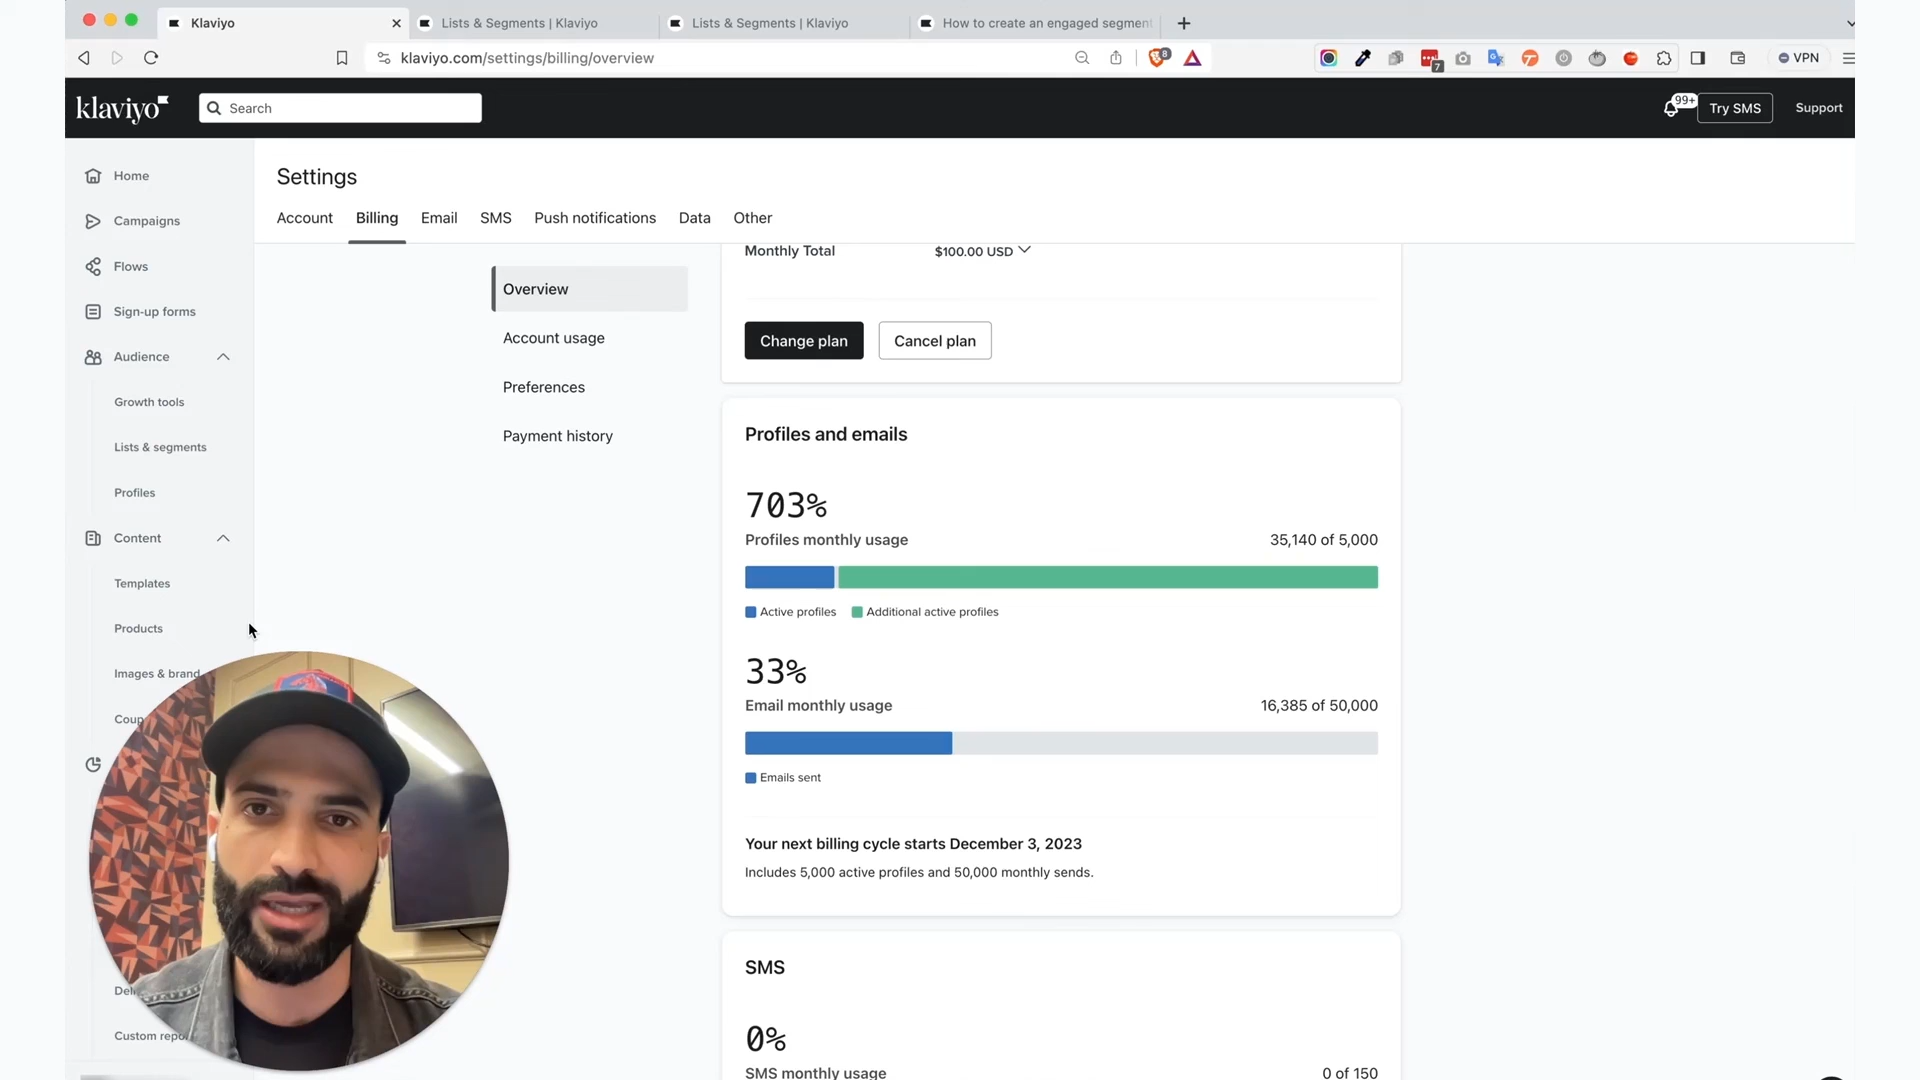 Klaviyo
Lists & Segments | Klaviyo
Lists & Segments | Klaviyo
How to create an engaged segment
klaviyo.com/settings/billing/overview
8
7
VPN
klaviyo
Search
99+
Try SMS
Support
Home
Campaigns
Flows
Sign-up forms
Audience
Growth tools
Lists & segments
Profiles
Content
Templates
Products
Images & brand
Coup
Custom repo
Settings
Account
Billing
Email
SMS
Push notifications
Data
Other
Overview
Account usage
Preferences
Payment history
Monthly Total
$100.00 USD
Change plan
Cancel plan
Profiles and emails
703%
Profiles monthly usage
35,140 of 5,000
Active profiles
Additional active profiles
33%
Email monthly usage
16,385 of 50,000
Emails sent
Your next billing cycle starts December 3, 2023
Includes 5,000 active profiles and 50,000 monthly sends.
SMS
0%
SMS monthly usage
0 of 150